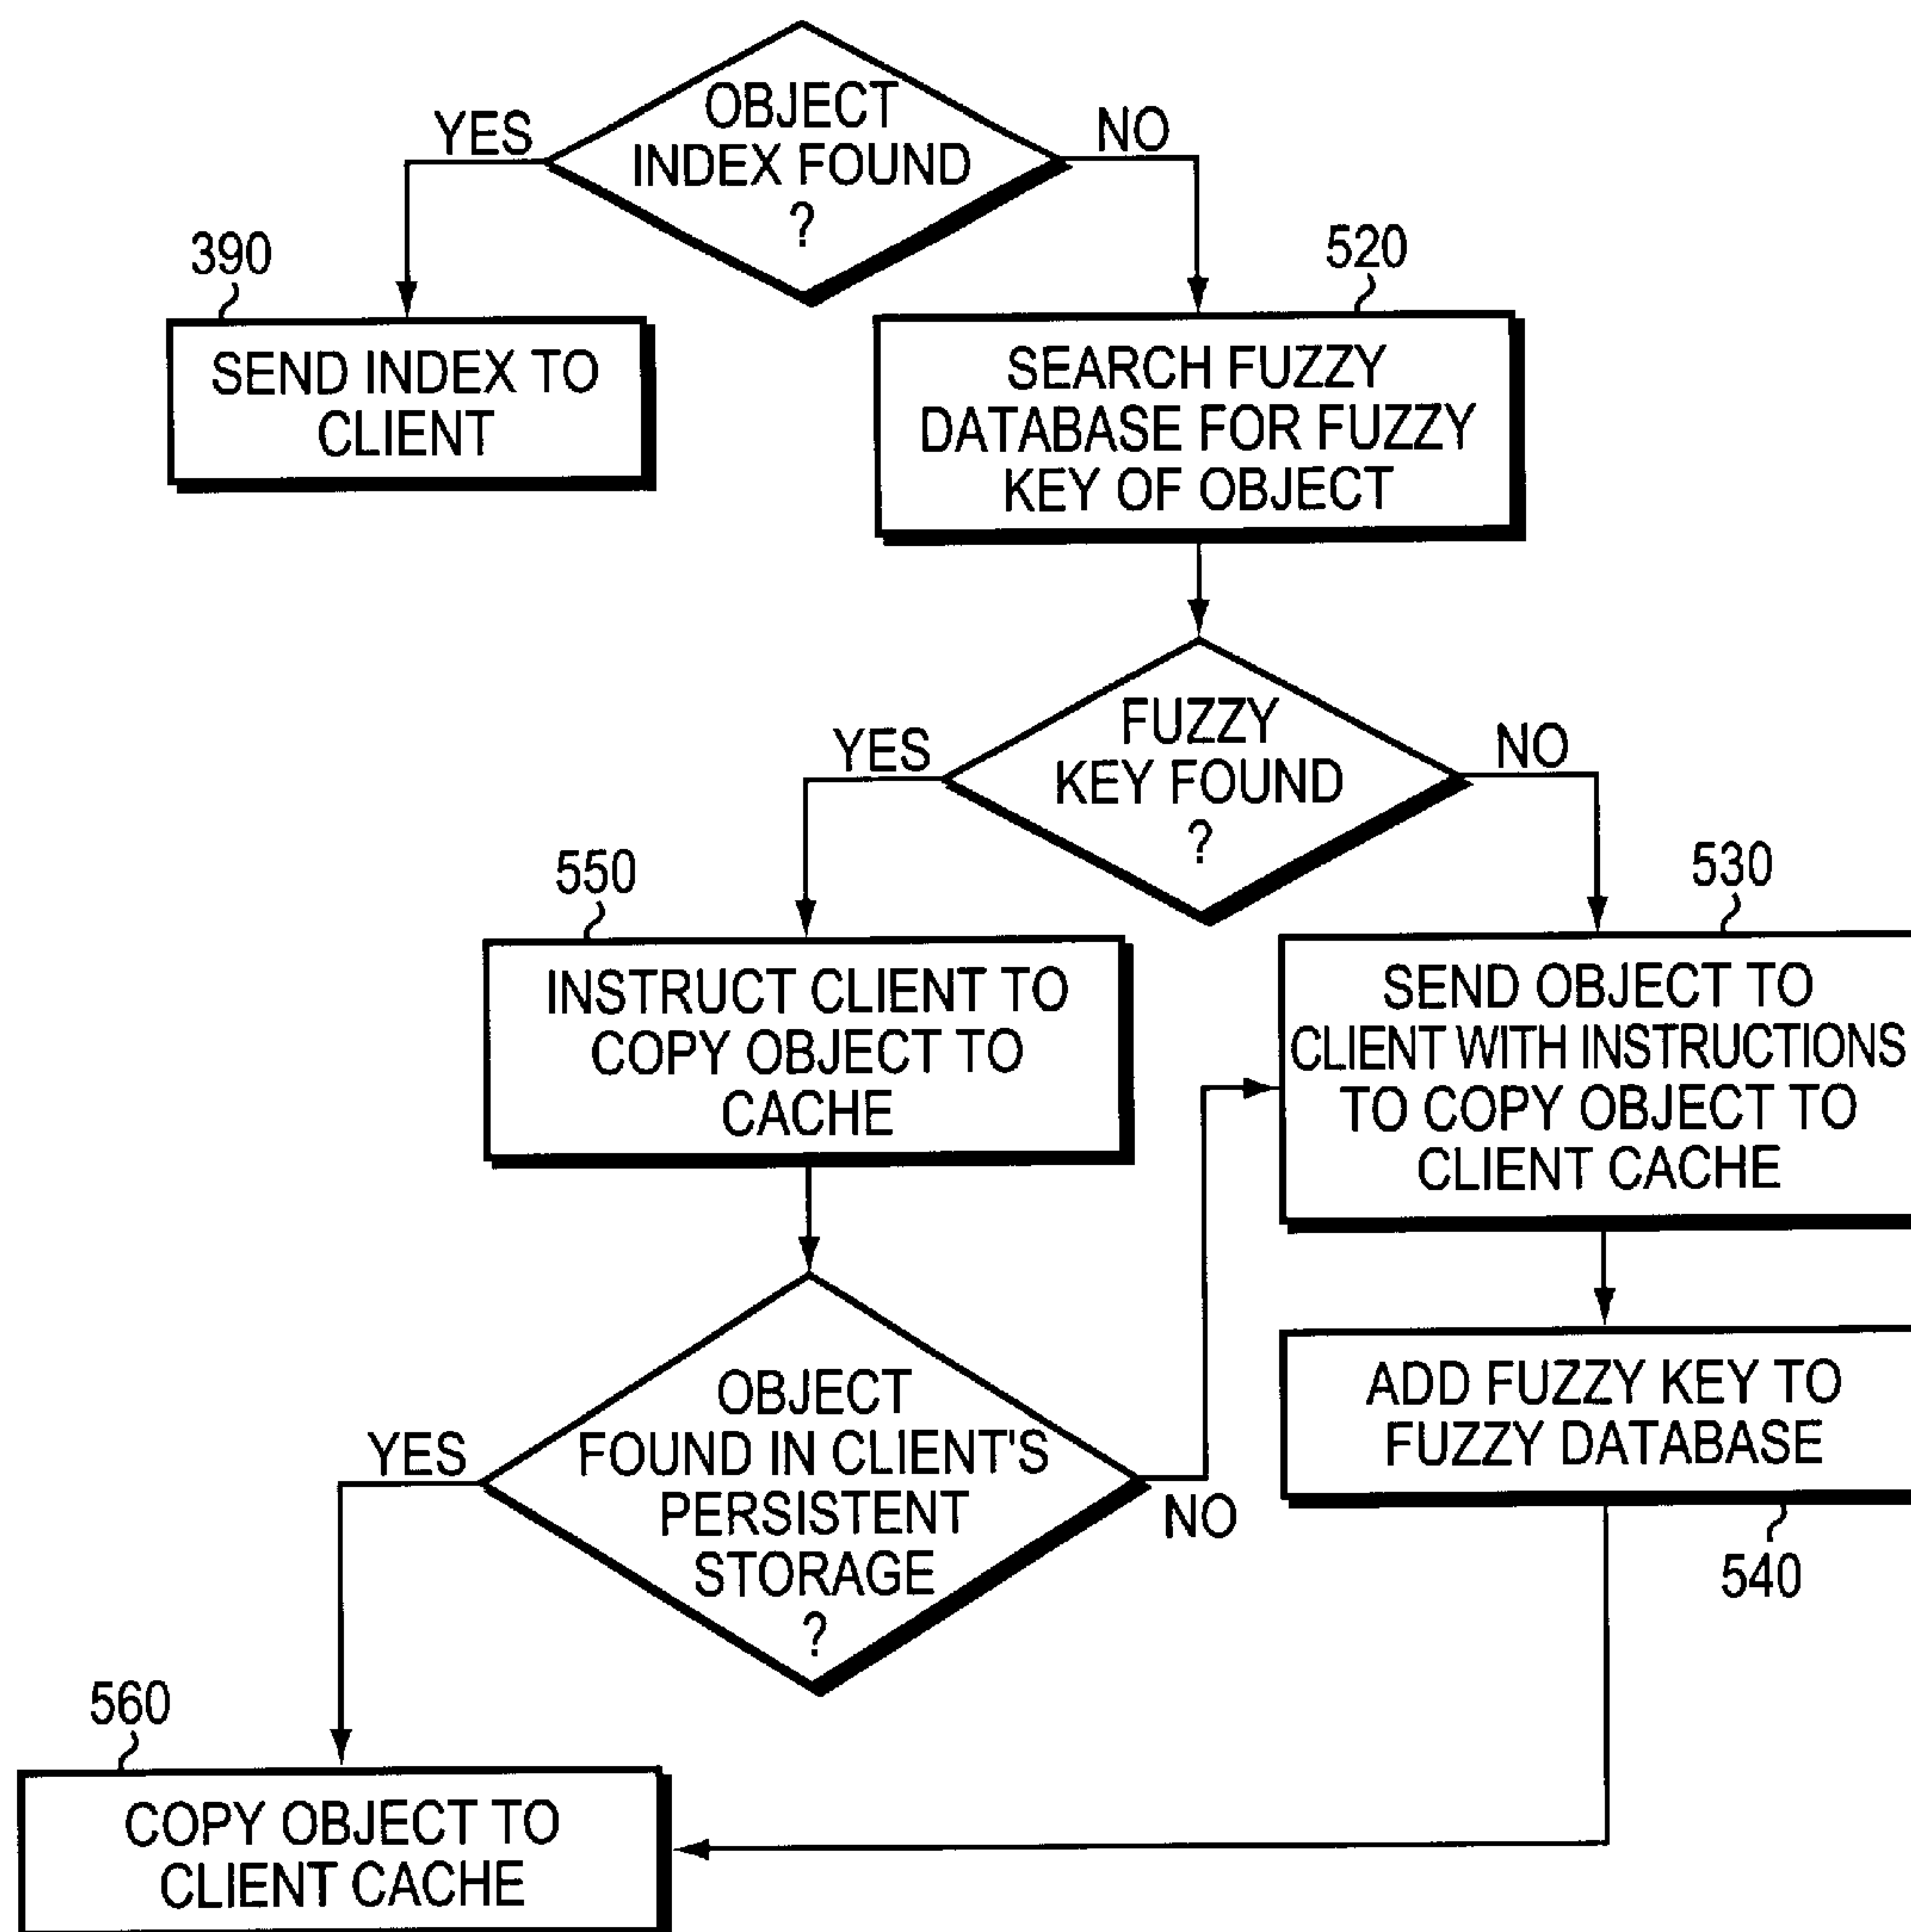 OBJECT
INDEX FOUND
?
YES
NO
390
SEND INDEX TO
CLIENT
520
SEARCH FUZZY
DATABASE FOR FUZZY
KEY OF OBJECT
FUZZY
KEY FOUND
?
YES
NO
550
INSTRUCT CLIENT TO
COPY OBJECT TO
CACHE
530
SEND OBJECT TO
CLIENT WITH INSTRUCTIONS
TO COPY OBJECT TO
CLIENT CACHE
OBJECT
FOUND IN CLIENT'S
PERSISTENT
STORAGE
?
YES
NO
ADD FUZZY KEY TO
FUZZY DATABASE
540
560
COPY OBJECT TO
CLIENT CACHE